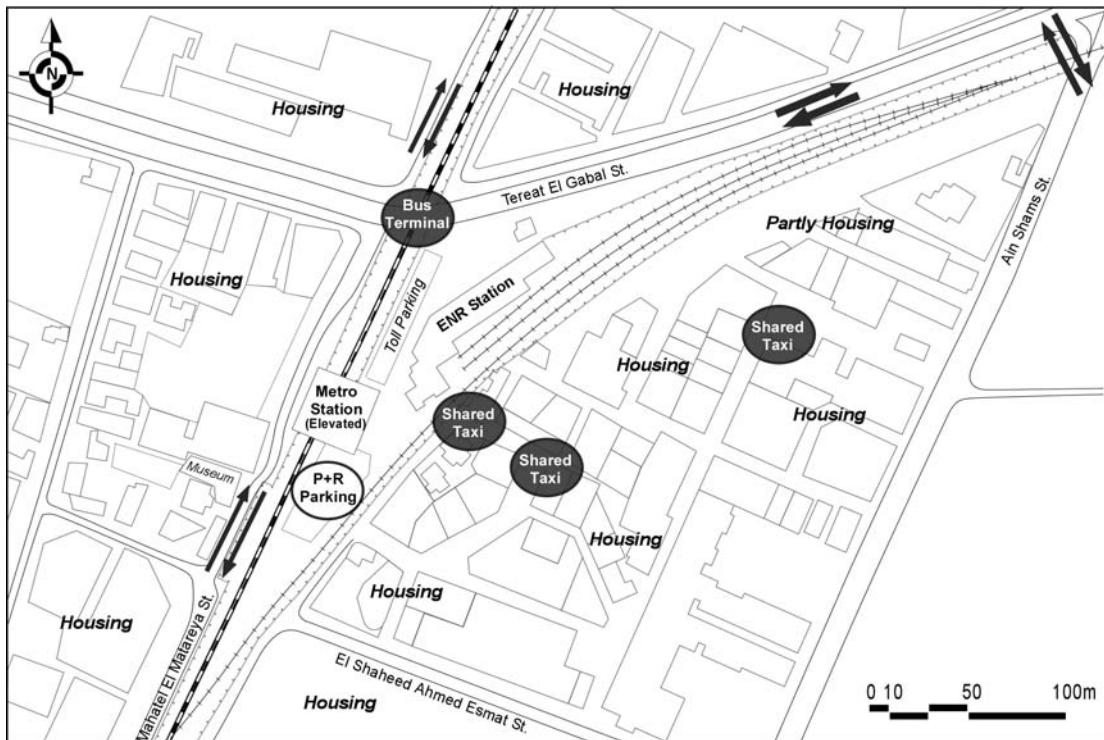 N
Housing
Housing
Bus
Terminal
Tereat El Gabal St.
Partly Housing
Ain Shams St.
Housing
Toll Parking
ENR Station
Shared
Taxi
Housing
Metro
Station
(Elevated)
Shared
Taxi
Housing
Shared
Taxi
Museum
P+R
Parking
Housing
Housing
Housing
Mahatel El Matareya St.
El Shaheed Ahmed Esmat St.
Housing
0 10 50 100m